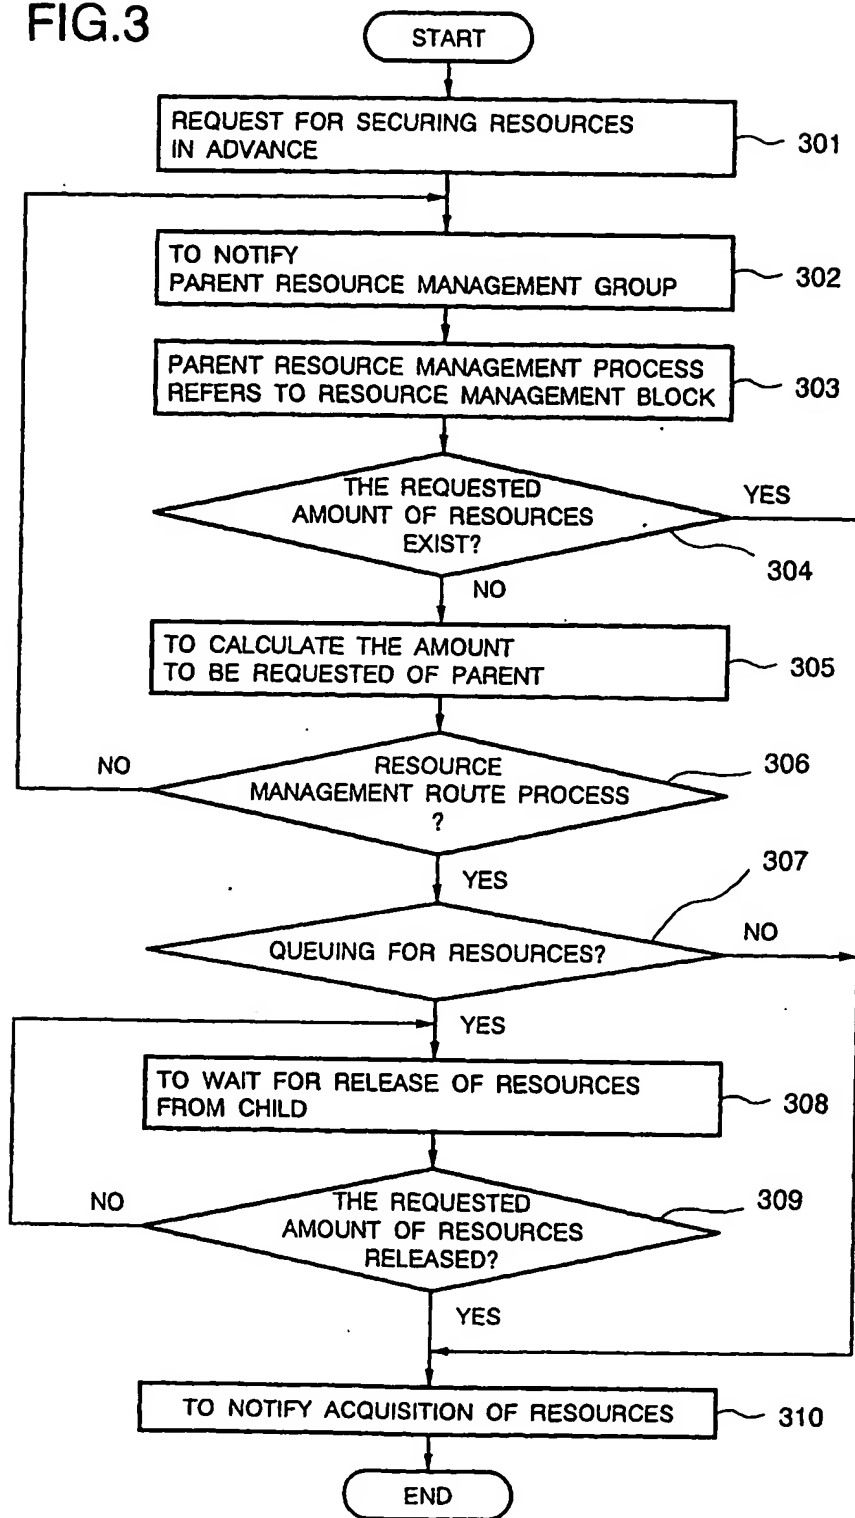 FIG.3
START
REQUEST FOR SECURING RESOURCES
IN ADVANCE
301
TO NOTIFY
PARENT RESOURCE MANAGEMENT GROUP
302
PARENT RESOURCE MANAGEMENT PROCESS
REFERS TO RESOURCE MANAGEMENT BLOCK
303
THE REQUESTED
AMOUNT OF RESOURCES
EXIST?
YES
304
NO
TO CALCULATE THE AMOUNT
TO BE REQUESTED OF PARENT
305
NO
RESOURCE
MANAGEMENT ROUTE PROCESS
?
306
YES
307
QUEUING FOR RESOURCES?
NO
YES
TO WAIT FOR RELEASE OF RESOURCES
FROM CHILD
308
NO
THE REQUESTED
AMOUNT OF RESOURCES
RELEASED?
309
YES
TO NOTIFY ACQUISITION OF RESOURCES
310
END